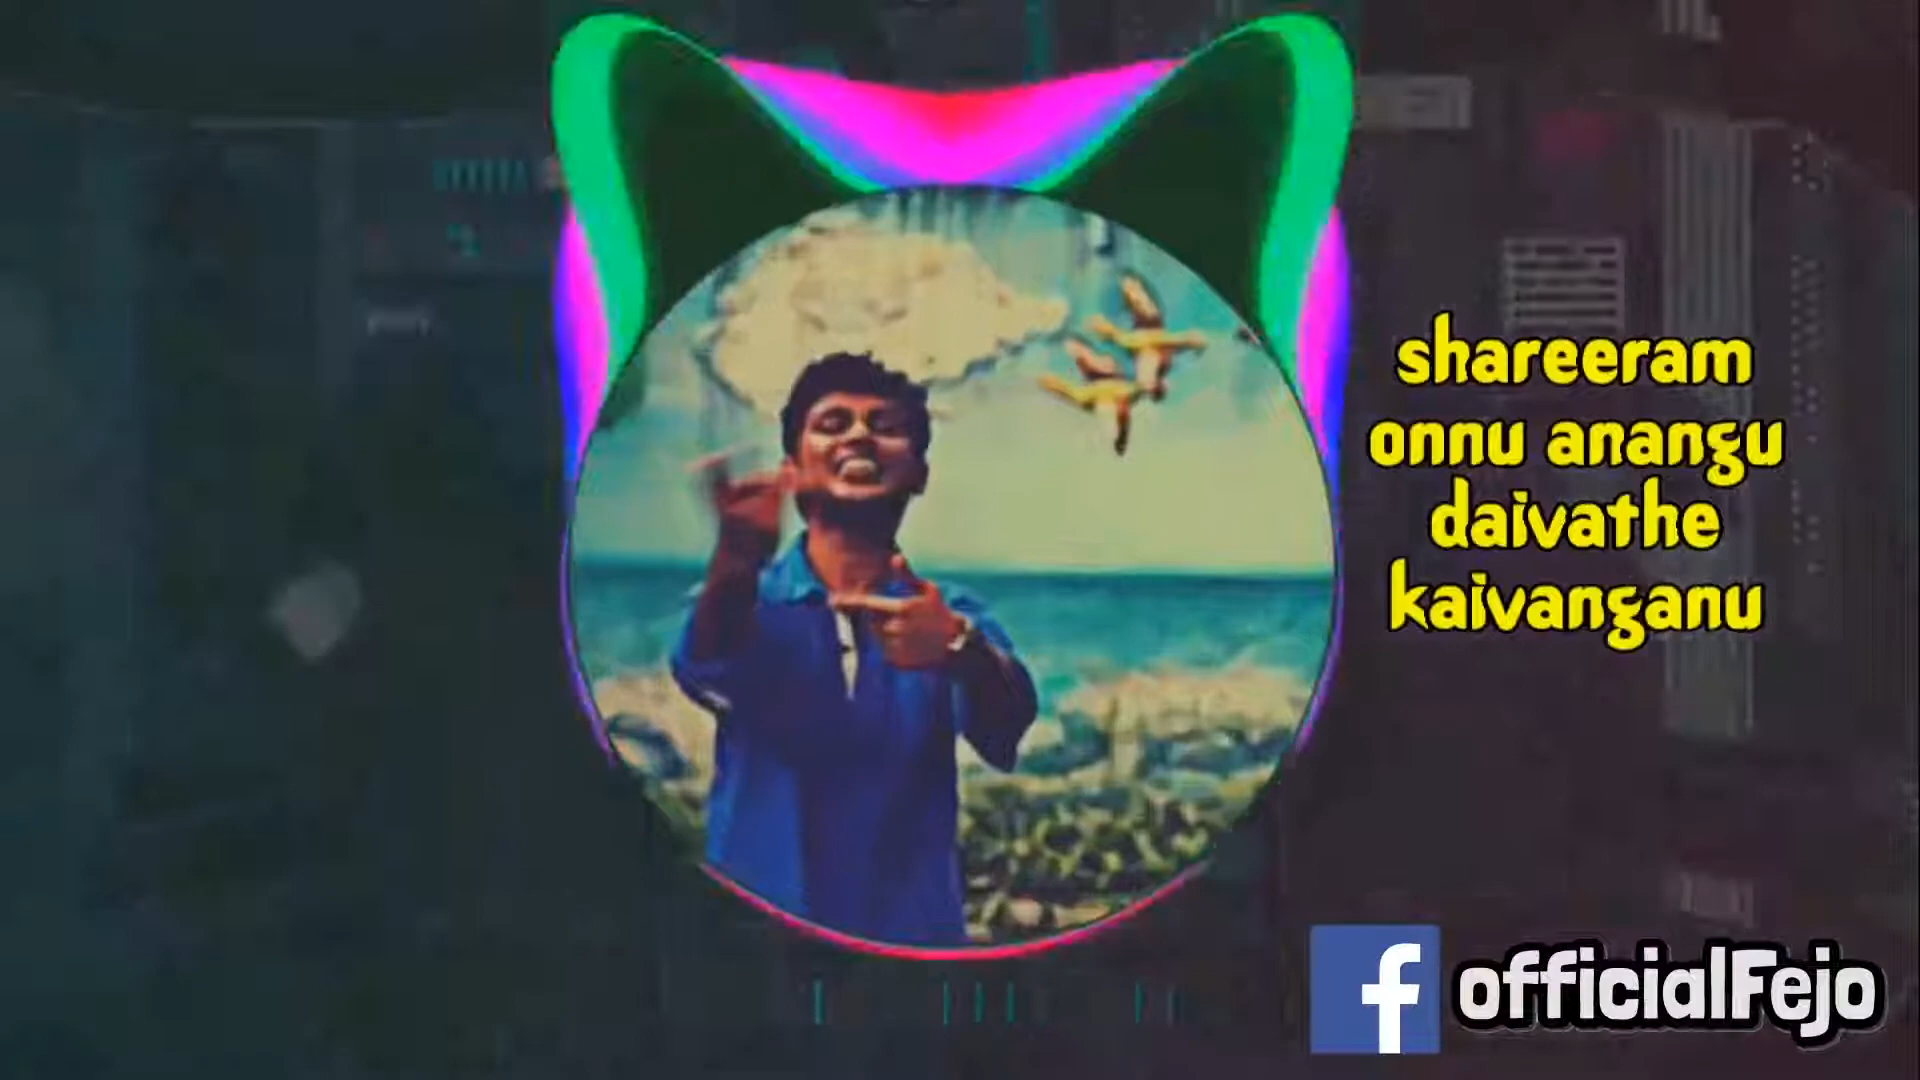 shareeram
onnu anangu
daivathe
kaivanganu
f officialFejo